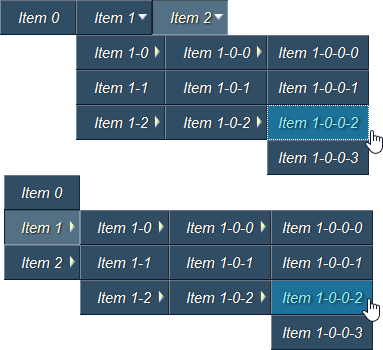 Item 0 Item 1 Item 2
Item 1-0 Item 1-0-0 Item 1-0-0-0
Item 1-1 Item 1-0-1 Item 1-0-0-1
Item 1-2 Item 1-0-2 Item 1-0-0-2
Item 1-0-0-3
Item 0
Item 1 Item 1-0 Item 1-0-0 Item 1-0-0-0
Item 2 Item 1-1 Item 1-0-1 Item 1-0-0-1
Item 1-2 Item 1-0-2 Item 1-0-0-2
Item 1-0-0-3